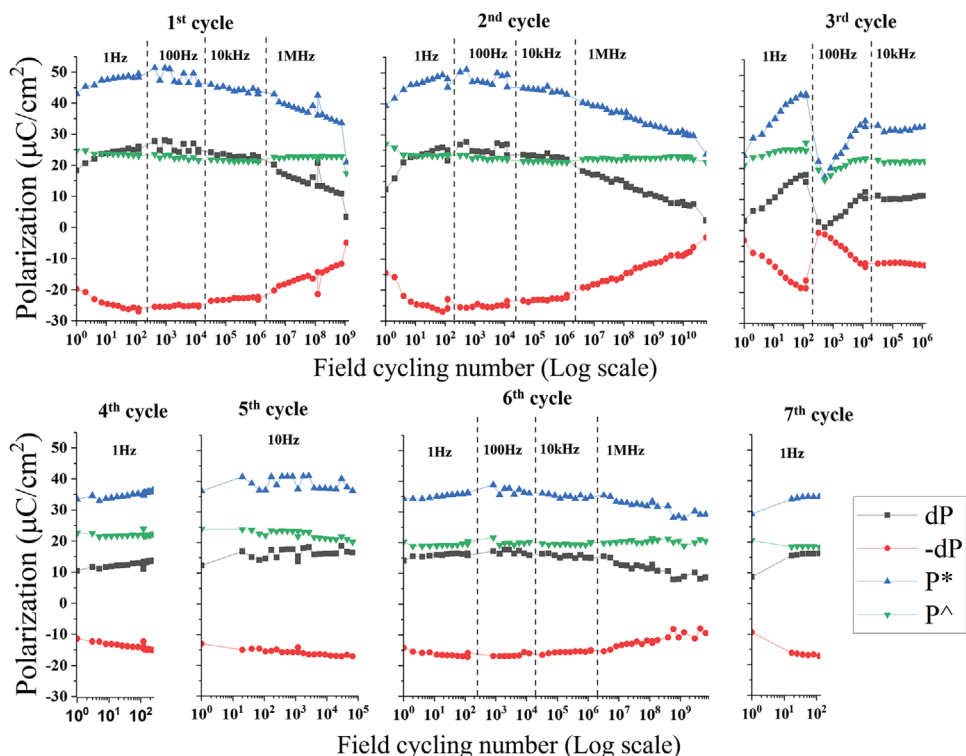 1st cycle
2nd cycle
3rd cycle
1Hz 100Hz 10kHz 1MHz
1Hz 100Hz 10kHz 1MHz
1Hz 100Hz 10kHz
Polarization (μC/cm²)
50
40
30
20
10
0
-10
-20
-30
10⁰ 10¹ 10² 10³ 10⁴ 10⁵ 10⁶ 10⁷ 10⁸ 10⁹
10⁰ 10¹ 10² 10³ 10⁴ 10⁵ 10⁶ 10⁷ 10⁸ 10⁹ 10¹⁰
10⁰ 10¹ 10² 10³ 10⁴ 10⁵ 10⁶
Field cycling number (Log scale)
4th cycle
5th cycle
6th cycle
7th cycle
1Hz
10Hz
1Hz 100Hz 10kHz 1MHz
1Hz
Polarization (μC/cm²)
50
40
30
20
10
0
-10
-20
-30
10⁰ 10¹ 10²
10⁰ 10¹ 10² 10³ 10⁴ 10⁵
10⁰ 10¹ 10² 10³ 10⁴ 10⁵ 10⁶ 10⁷ 10⁸ 10⁹
10⁰ 10¹ 10²
Field cycling number (Log scale)
dP
-dP
P*
P^